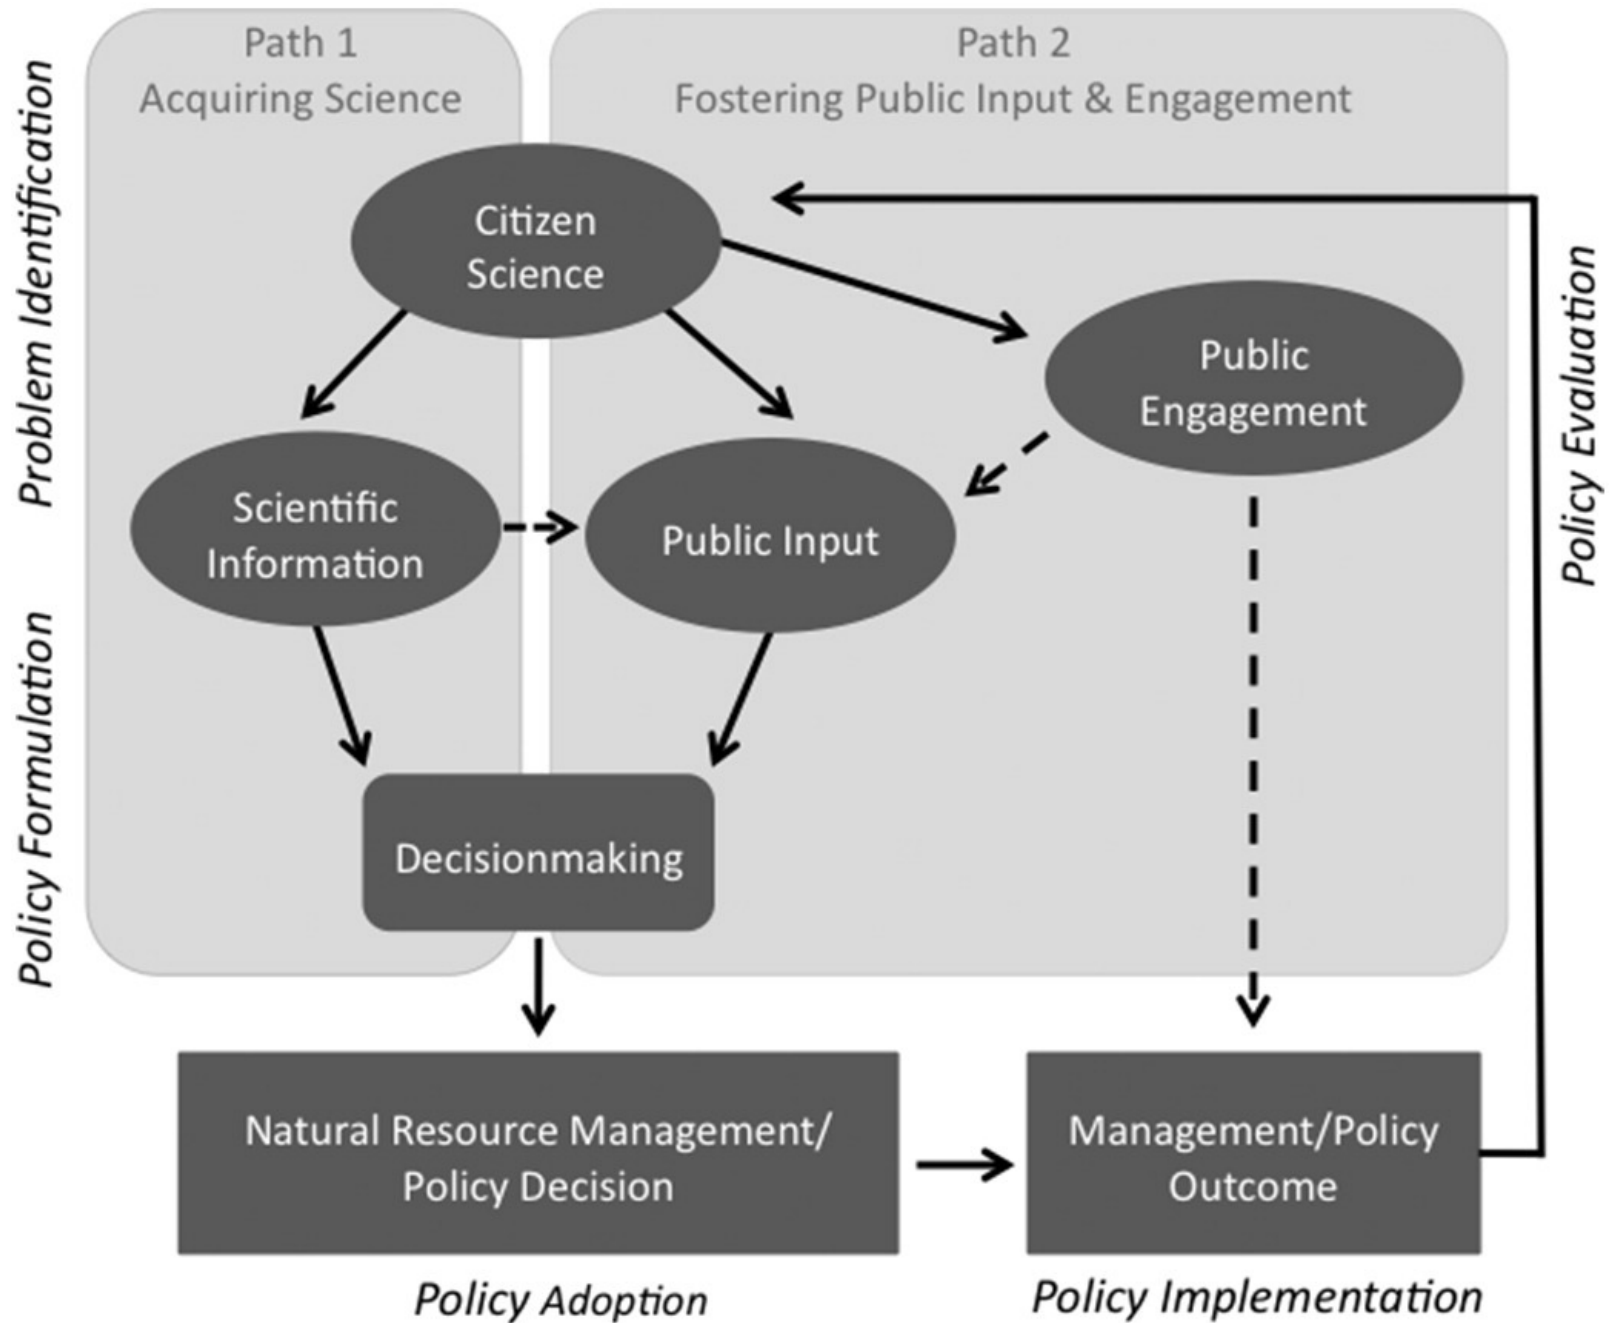 Path 1
Acquiring Science
Path 2
Fostering Public Input & Engagement
Problem Identification
Citizen
Science
Public
Engagement
Policy Evaluation
Scientific
Information
Public Input
Policy Formulation
Decisionmaking
Natural Resource Management/
Policy Decision
Management/Policy
Outcome
Policy Adoption
Policy Implementation